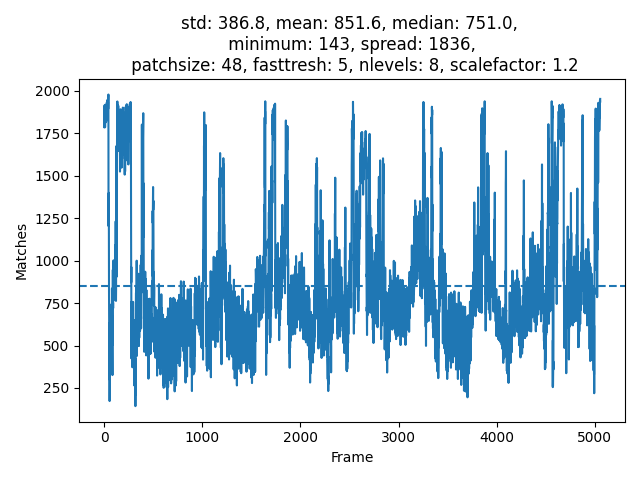 std: 386.8, mean: 851.6, median: 751.0,
minimum: 143, spread: 1836,
patchsize: 48, fasttresh: 5, nlevels: 8, scalefactor: 1.2
2000
1750
1500
1250
1000
750
500
250
Matches
0 1000 2000 3000 4000 5000
Frame